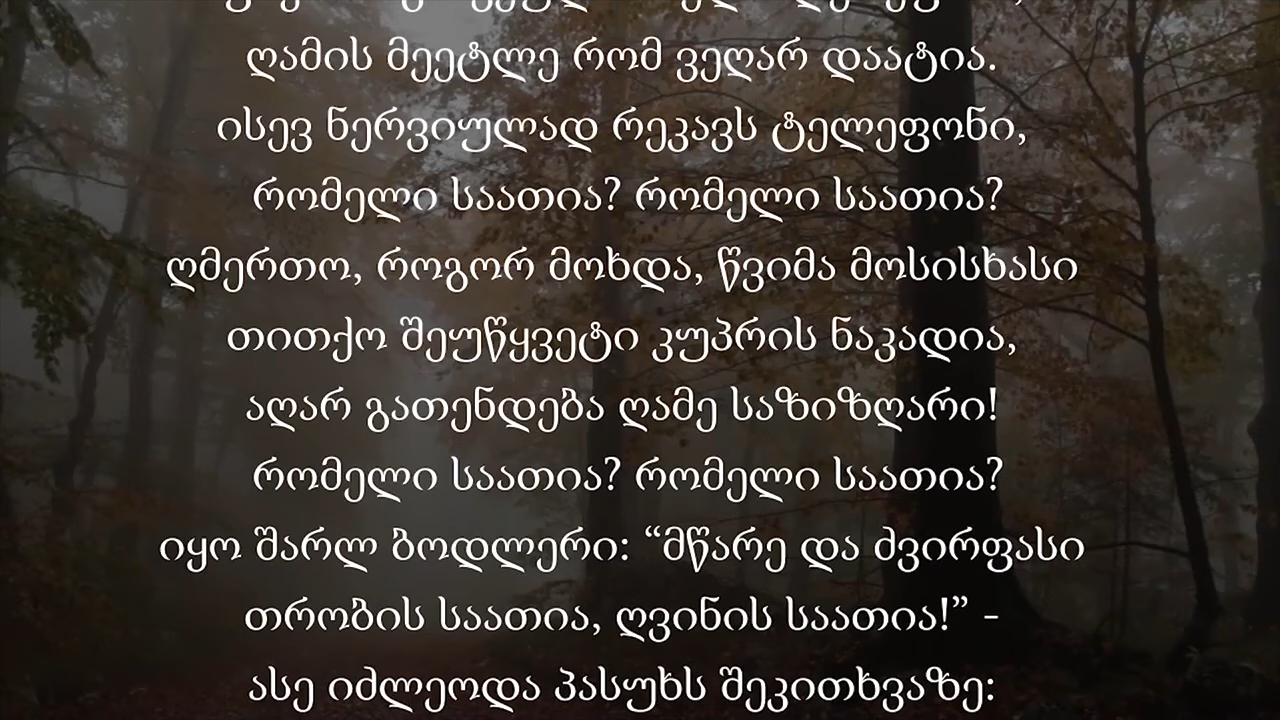 ღამის მეეტლე რომ ვეღარ დაატია.
ისევ ნერვიულად რეკავს ტელეფონი,
რომელი საათია? რომელი საათია?
ღმერთო, როგორ მოხდა, წვიმა მოსისხასი
თითქო შეუწყვეტი კუპრის ნაკადია,
აღარ გათენდება ღამე საზიზღარი!
რომელი საათია? რომელი საათია?
იყო შარლ ბოდლერი: “მწარე და ძვირფასი
თრობის საათია, ღვინის საათია!” -
ასე იძლეოდა პასუხს შეკითხვაზე: